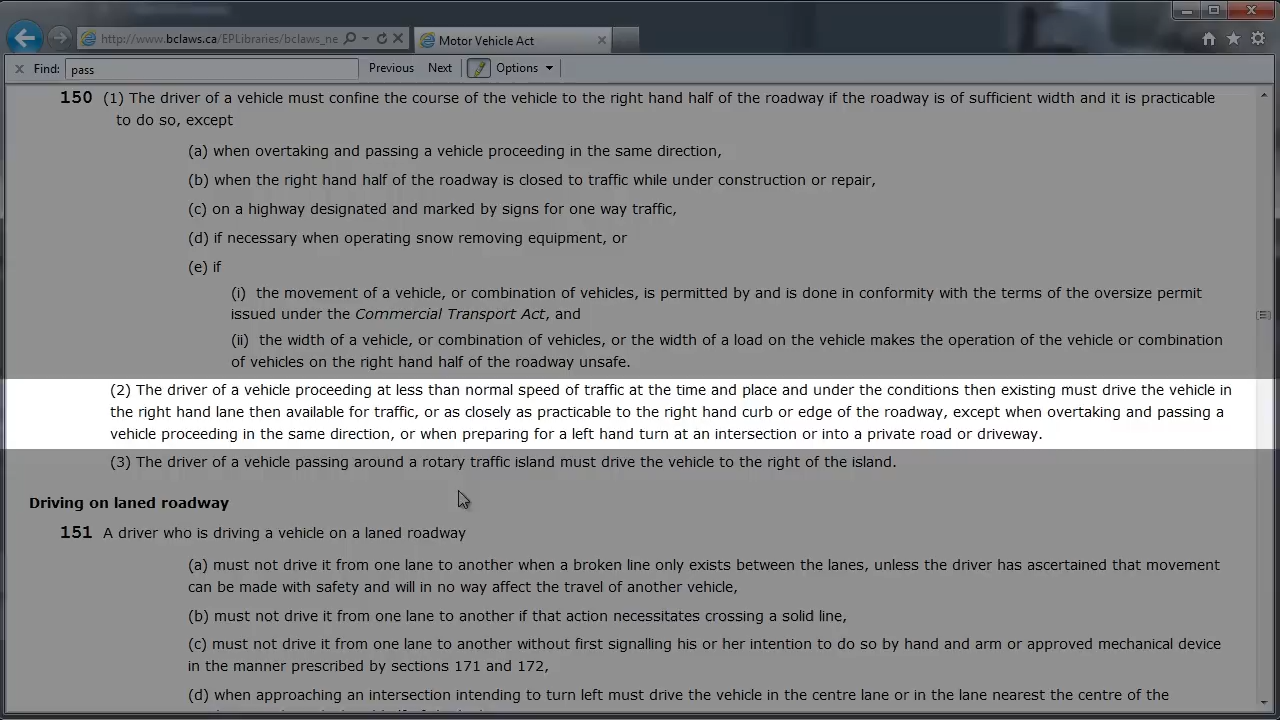 http://www.bclaws.ca/EPLibraries/bclaws_ne
Motor Vehicle Act
Find: pass Previous Next Options
150 (1) The driver of a vehicle must confine the course of the vehicle to the right hand half of the roadway if the roadway is of sufficient width and it is practicable
to do so, except
(a) when overtaking and passing a vehicle proceeding in the same direction,
(b) when the right hand half of the roadway is closed to traffic while under construction or repair,
(c) on a highway designated and marked by signs for one way traffic,
(d) if necessary when operating snow removing equipment, or
(e) if
(i) the movement of a vehicle, or combination of vehicles, is permitted by and is done in conformity with the terms of the oversize permit
issued under the Commercial Transport Act, and
(ii) the width of a vehicle, or combination of vehicles, or the width of a load on the vehicle makes the operation of the vehicle or combination
of vehicles on the right hand half of the roadway unsafe.
(2) The driver of a vehicle proceeding at less than normal speed of traffic at the time and place and under the conditions then existing must drive the vehicle in
the right hand lane then available for traffic, or as closely as practicable to the right hand curb or edge of the roadway, except when overtaking and passing a
vehicle proceeding in the same direction, or when preparing for a left hand turn at an intersection or into a private road or driveway.
(3) The driver of a vehicle passing around a rotary traffic island must drive the vehicle to the right of the island.
Driving on laned roadway
151 A driver who is driving a vehicle on a laned roadway
(a) must not drive it from one lane to another when a broken line only exists between the lanes, unless the driver has ascertained that movement
can be made with safety and will in no way affect the travel of another vehicle,
(b) must not drive it from one lane to another if that action necessitates crossing a solid line,
(c) must not drive it from one lane to another without first signalling his or her intention to do so by hand and arm or approved mechanical device
in the manner prescribed by sections 171 and 172,
(d) when approaching an intersection intending to turn left must drive the vehicle in the centre lane or in the lane nearest the centre of the